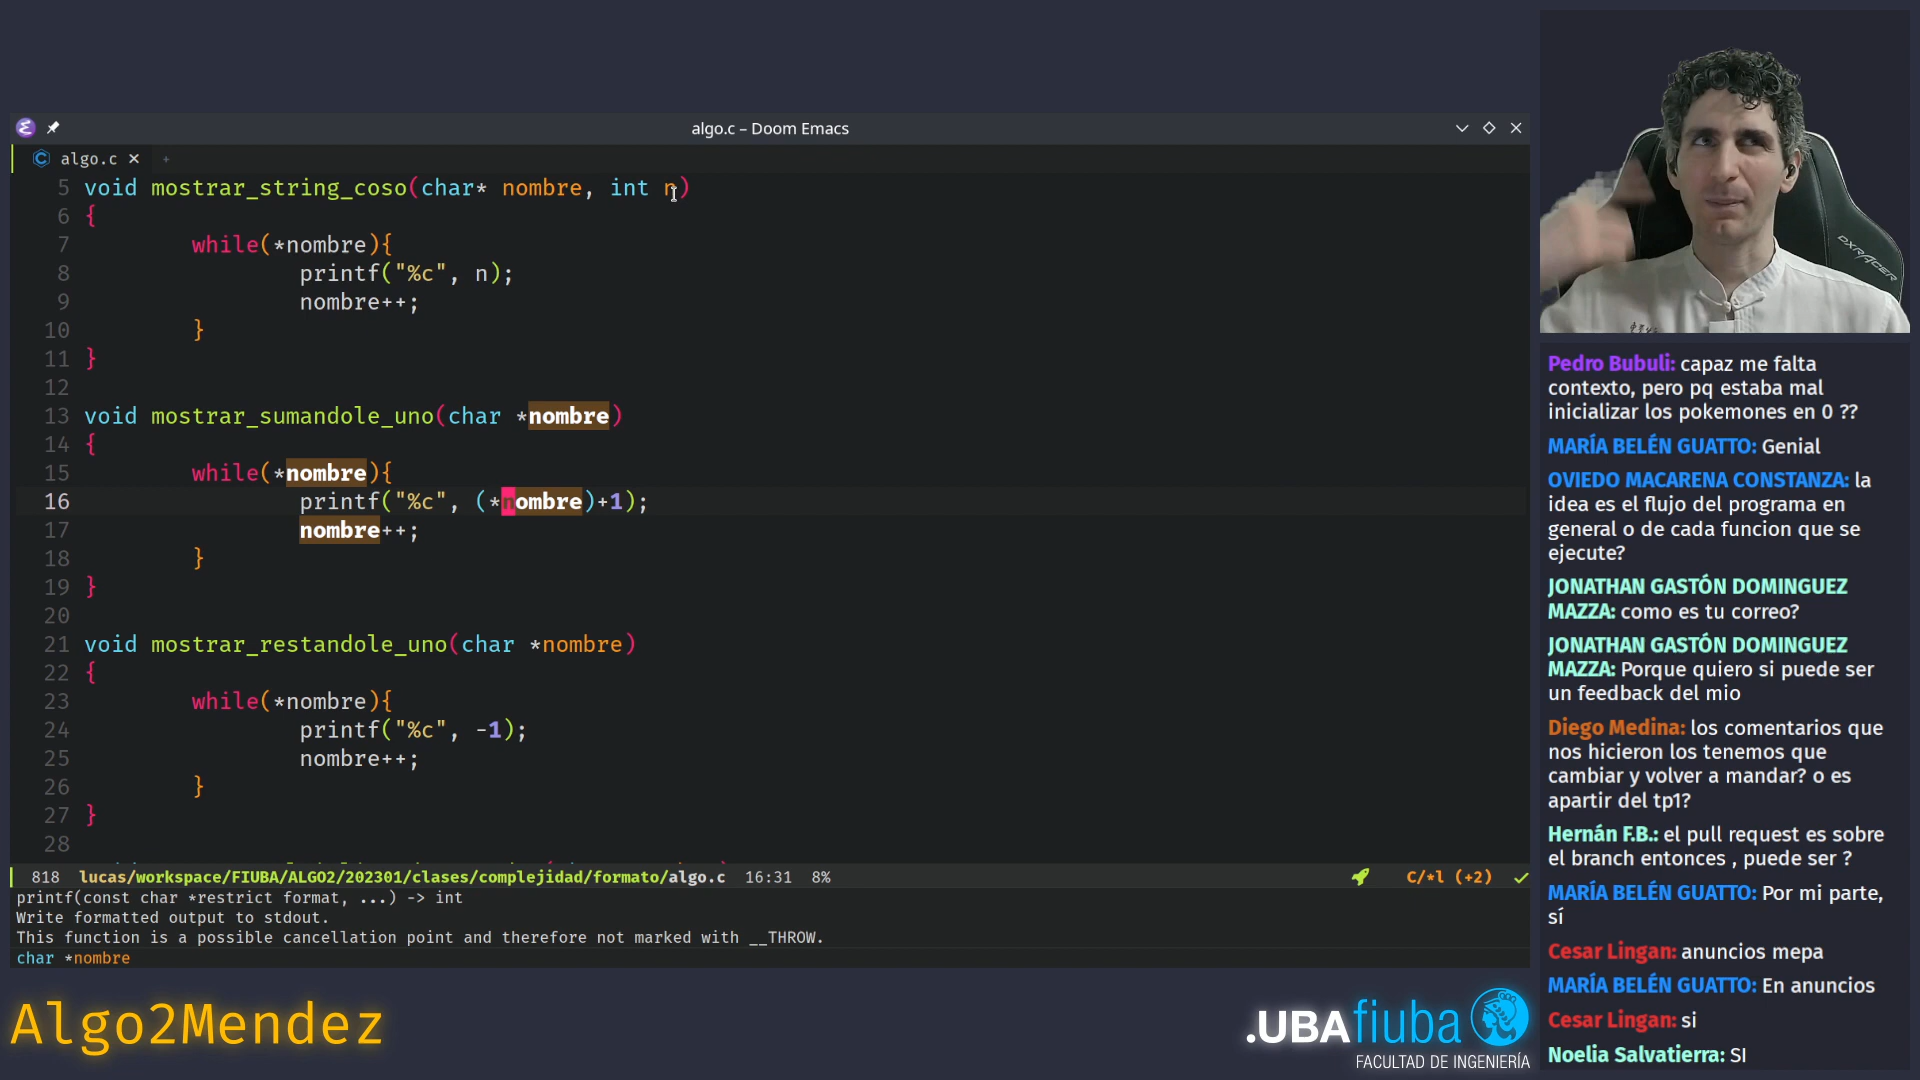 algo.c – Doom Emacs
algo.c
5 void mostrar_string_coso(char* nombre, int n)
6 {
7 while(*nombre){
8 printf("%c", n);
9 nombre++;
10 }
11 }
12
13 void mostrar_sumandole_uno(char *nombre)
14 {
15 while(*nombre){
16 printf("%c", (*nombre)+1);
17 nombre++;
18 }
19 }
20
21 void mostrar_restandole_uno(char *nombre)
22 {
23 while(*nombre){
24 printf("%c", -1);
25 nombre++;
26 }
27 }
28
818 lucas/workspace/FIUBA/ALGO2/202301/clases/complejidad/formato/algo.c 16:31 8% C/*l (+2)
printf(const char *restrict format, ...) -> int
Write formatted output to stdout.
This function is a possible cancellation point and therefore not marked with __THROW.
char *nombre
Algo2Mendez
.UBAfiuba
FACULTAD DE INGENIERÍA
DXRACER
Pedro Bubuli: capaz me falta
contexto, pero pq estaba mal
inicializar los pokemones en 0 ??
MARÍA BELÉN GUATTO: Genial
OVIEDO MACARENA CONSTANZA: la
idea es el flujo del programa en
general o de cada funcion que se
ejecute?
JONATHAN GASTÓN DOMINGUEZ
MAZZA: como es tu correo?
JONATHAN GASTÓN DOMINGUEZ
MAZZA: Porque quiero si puede ser
un feedback del mio
Diego Medina: los comentarios que
nos hicieron los tenemos que
cambiar y volver a mandar? o es
apartir del tp1?
Hernán F.B.: el pull request es sobre
el branch entonces , puede ser ?
MARÍA BELÉN GUATTO: Por mi parte,
sí
Cesar Lingan: anuncios mepa
MARÍA BELÉN GUATTO: En anuncios
Cesar Lingan: si
Noelia Salvatierra: SI